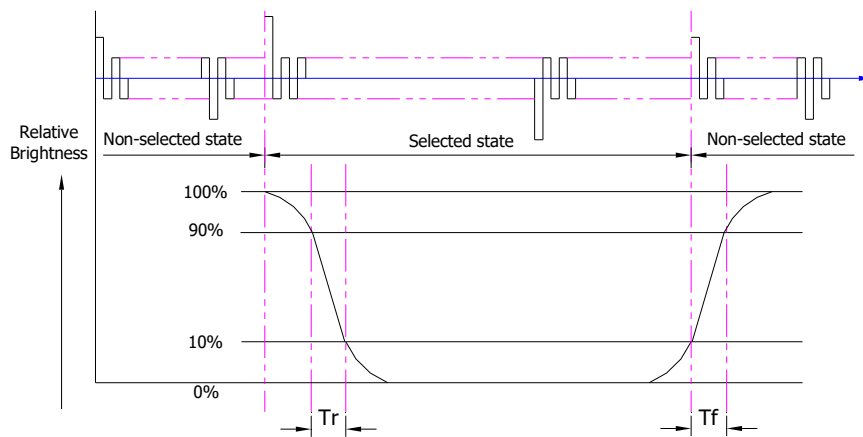 Relative
Brightness
Non-selected state
Selected state
Non-selected state
100%
90%
10%
0%
Tr
Tf